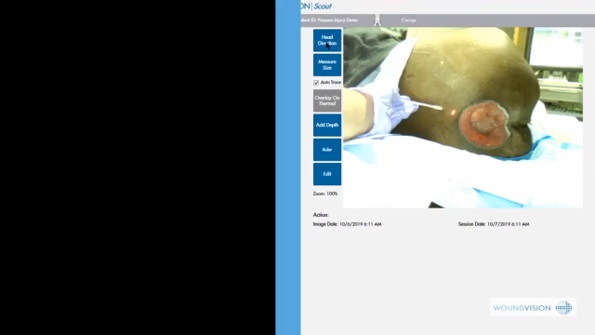 ON|Scout
ient ID: Pressure Injury Demo
Change
Head
Direction
Measure
Size
Auto Trace
Overlay On
Thermal
Add Depth
Ruler
Edit
Zoom: 100%
Action:
Image Date: 10/6/2019 6:11 AM
Session Date: 10/7/2019 6:11 AM
WOUNDVISION